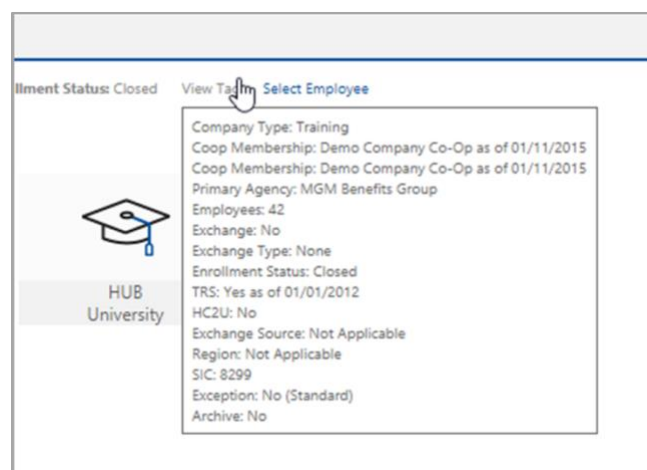 llment Status: Closed View Ta Select Employee
Company Type: Training
Coop Membership: Demo Company Co-Op as of 01/11/2015
Coop Membership: Demo Company Co-Op as of 01/11/2015
Primary Agency: MGM Benefits Group
Employees: 42
Exchange: No
Exchange Type: None
Enrollment Status: Closed
TRS: Yes as of 01/01/2012
HC2U: No
Exchange Source: Not Applicable
Region: Not Applicable
SIC: 8299
Exception: No (Standard)
Archive: No
HUB
University